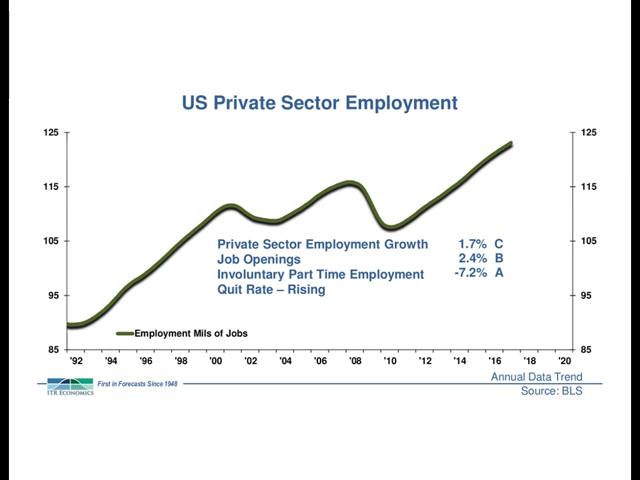 US Private Sector Employment
125 125
115 115
105 105
95 95
85 85
Private Sector Employment Growth 1.7% C
Job Openings 2.4% B
Involuntary Part Time Employment -7.2% A
Quit Rate – Rising
Employment Mils of Jobs
'92 '94 '96 '98 '00 '02 '04 '06 '08 '10 '12 '14 '16 '18 '20
ITR ECONOMICS
First in Forecasts Since 1948
Annual Data Trend
Source: BLS